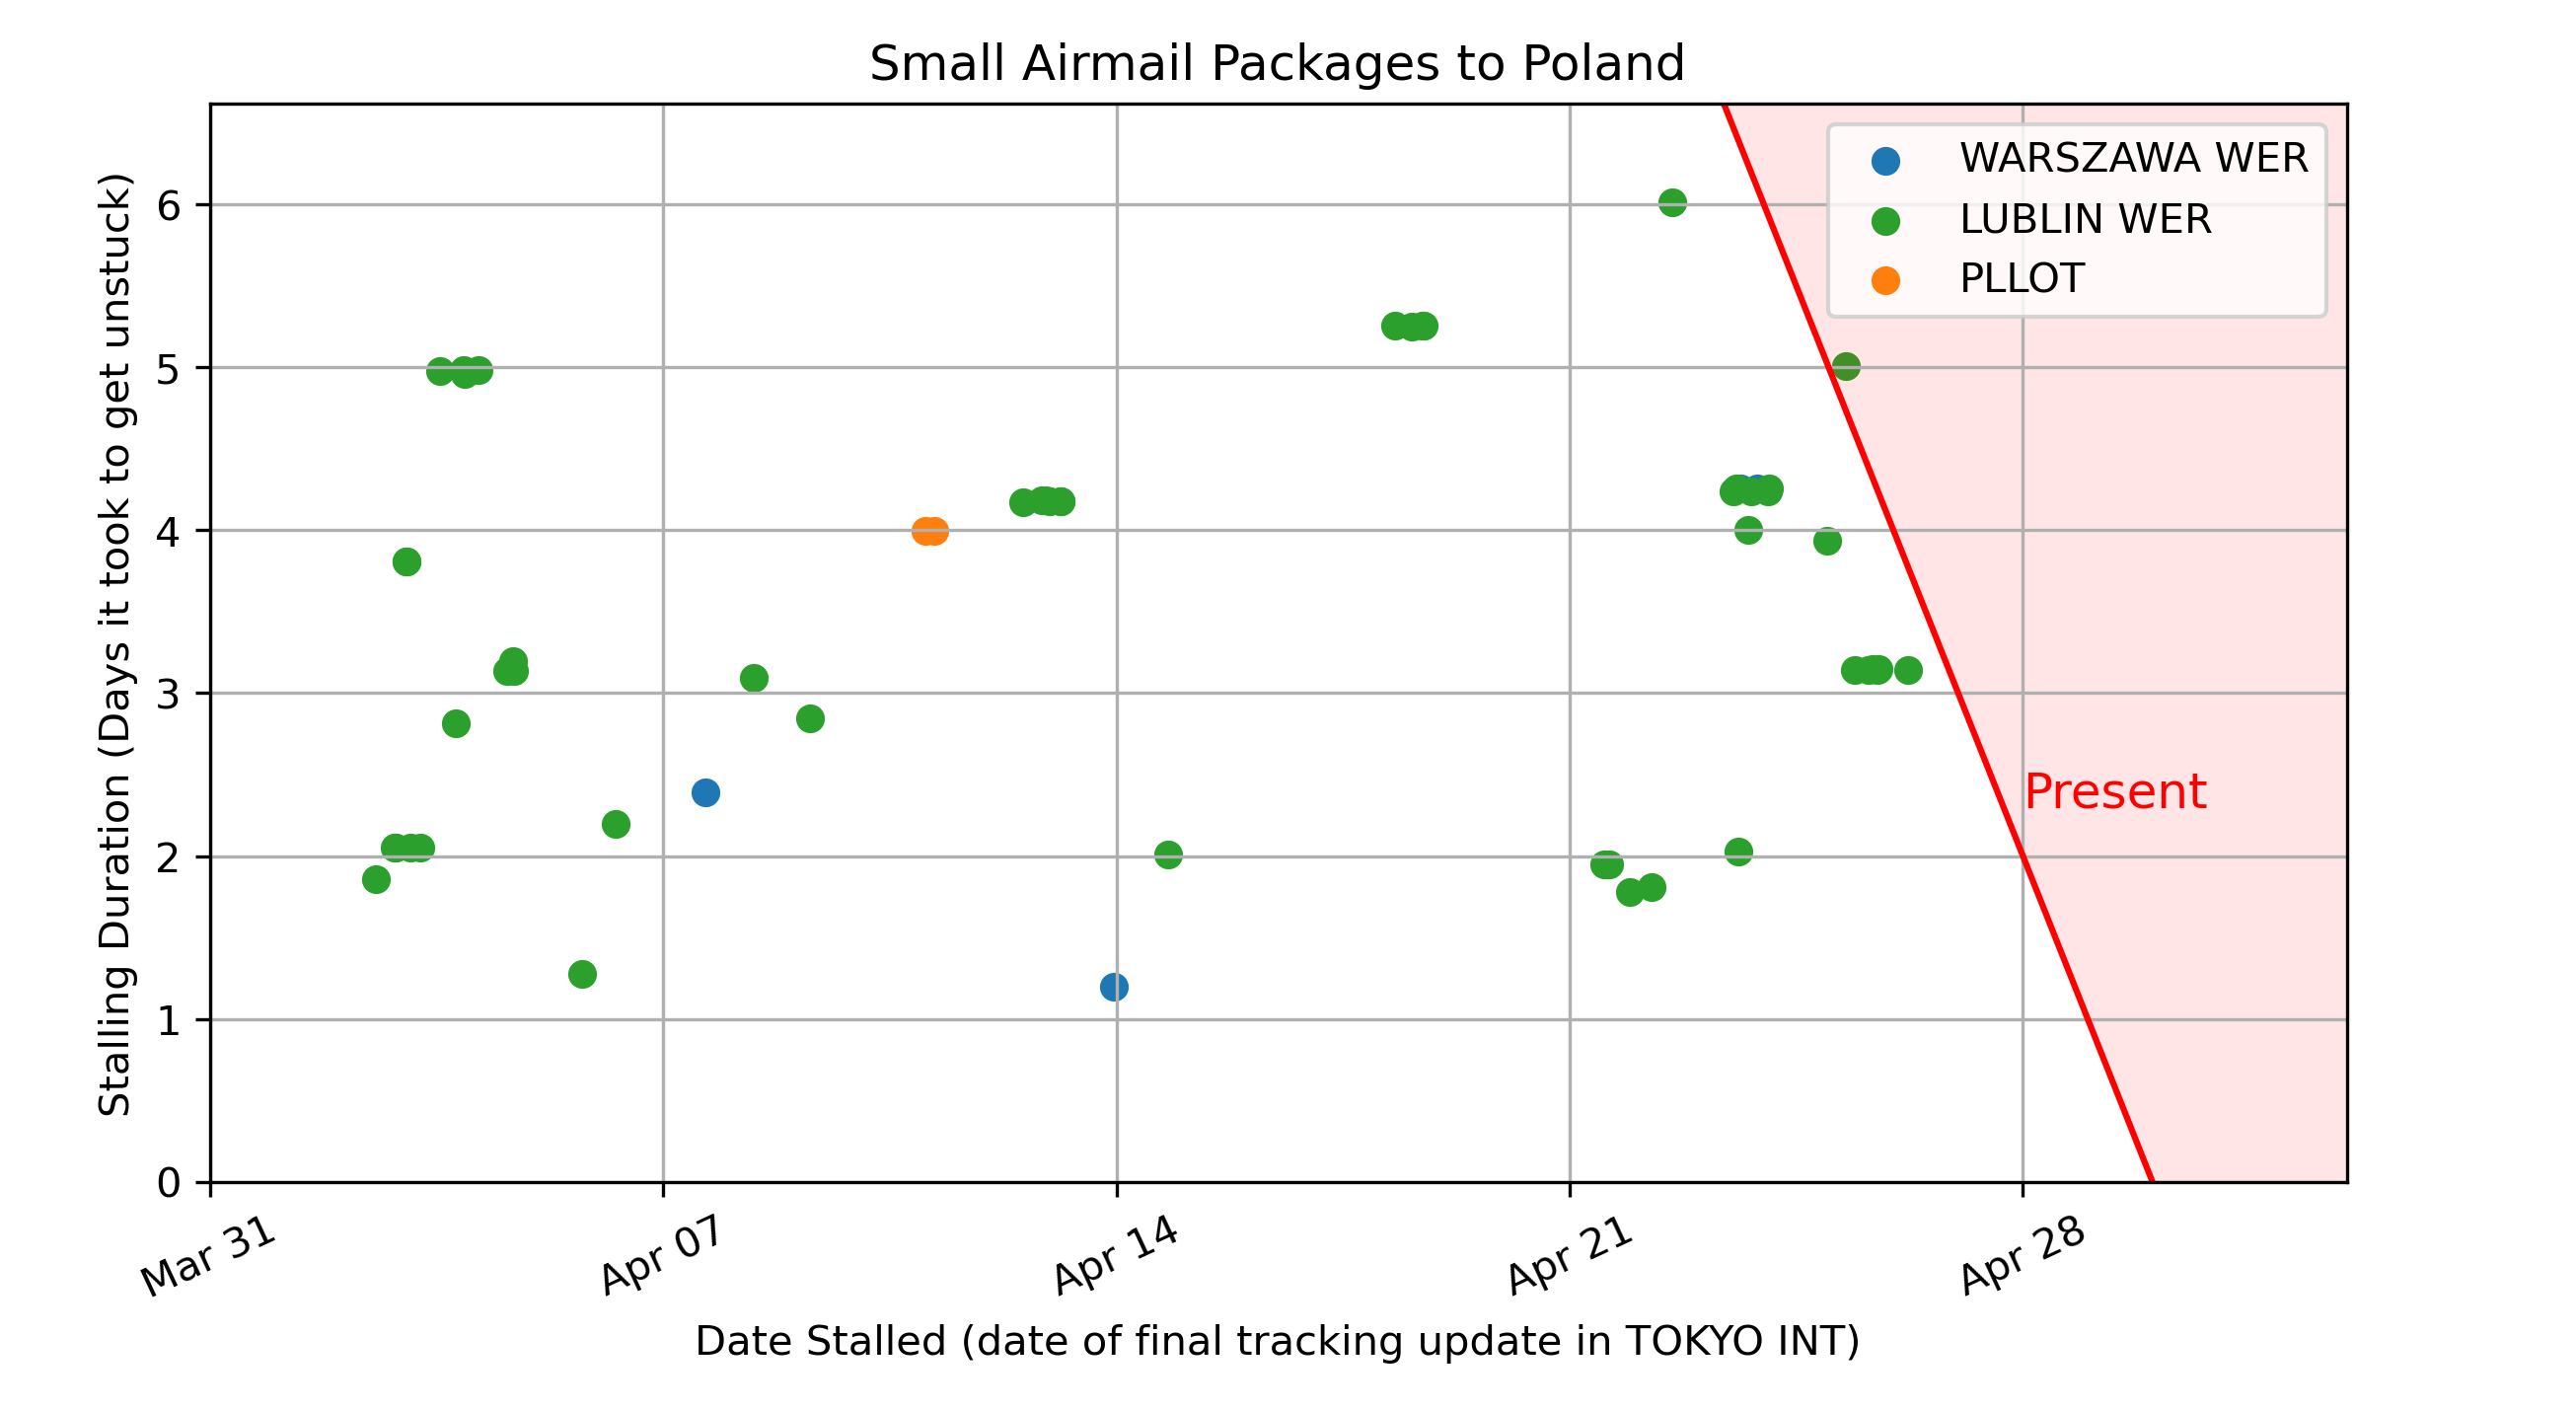 Small Airmail Packages to Poland
Stalling Duration (Days it took to get unstuck)
6
5
4
3
2
1
0
WARSZAWA WER
LUBLIN WER
PLLOT
Present
Mar 31
Apr 07
Apr 14
Apr 21
Apr 28
Date Stalled (date of final tracking update in TOKYO INT)